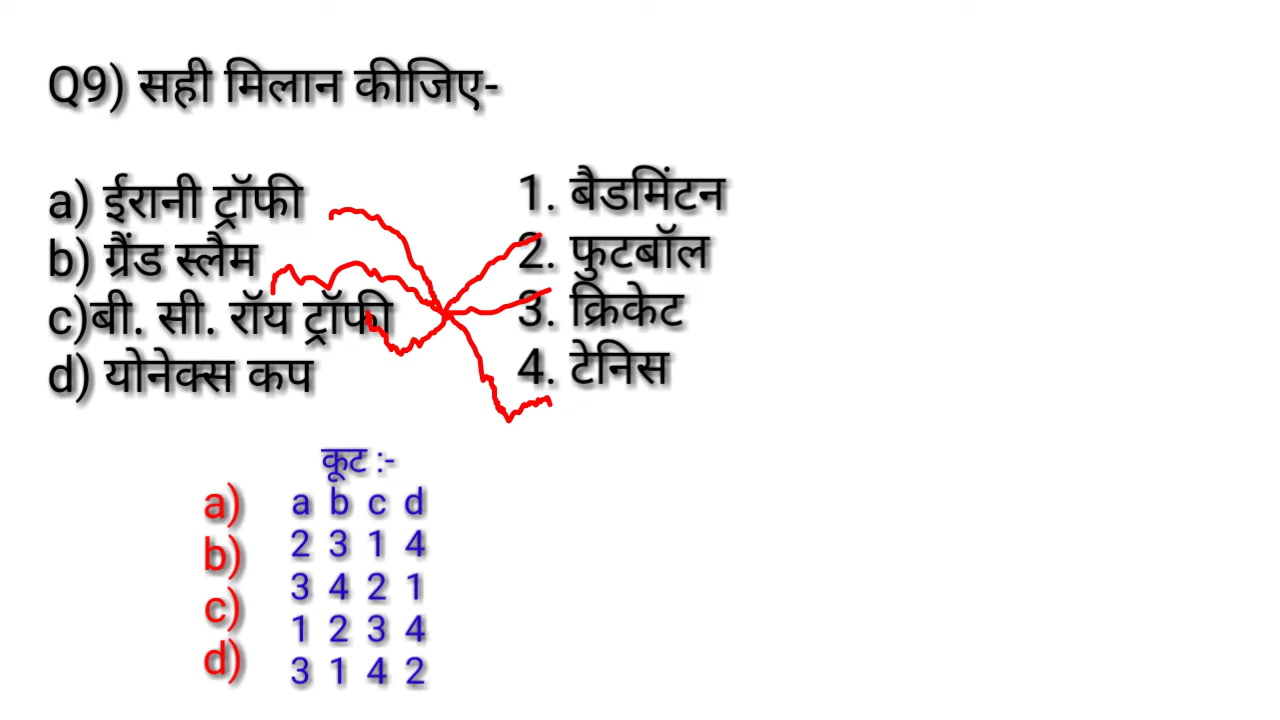 Q9) सही मिलान कीजिए-
a) ईरानी ट्रॉफी
1. बैडमिंटन
b) ग्रैंड स्लैम
2. फुटबॉल
c)बी. सी. रॉय ट्रॉफी
3. क्रिकेट
d) योनेक्स कप
4. टेनिस
कूट :-
a) a b c d
b) 2 3 1 4
c) 3 4 2 1
1 2 3 4
d) 3 1 4 2